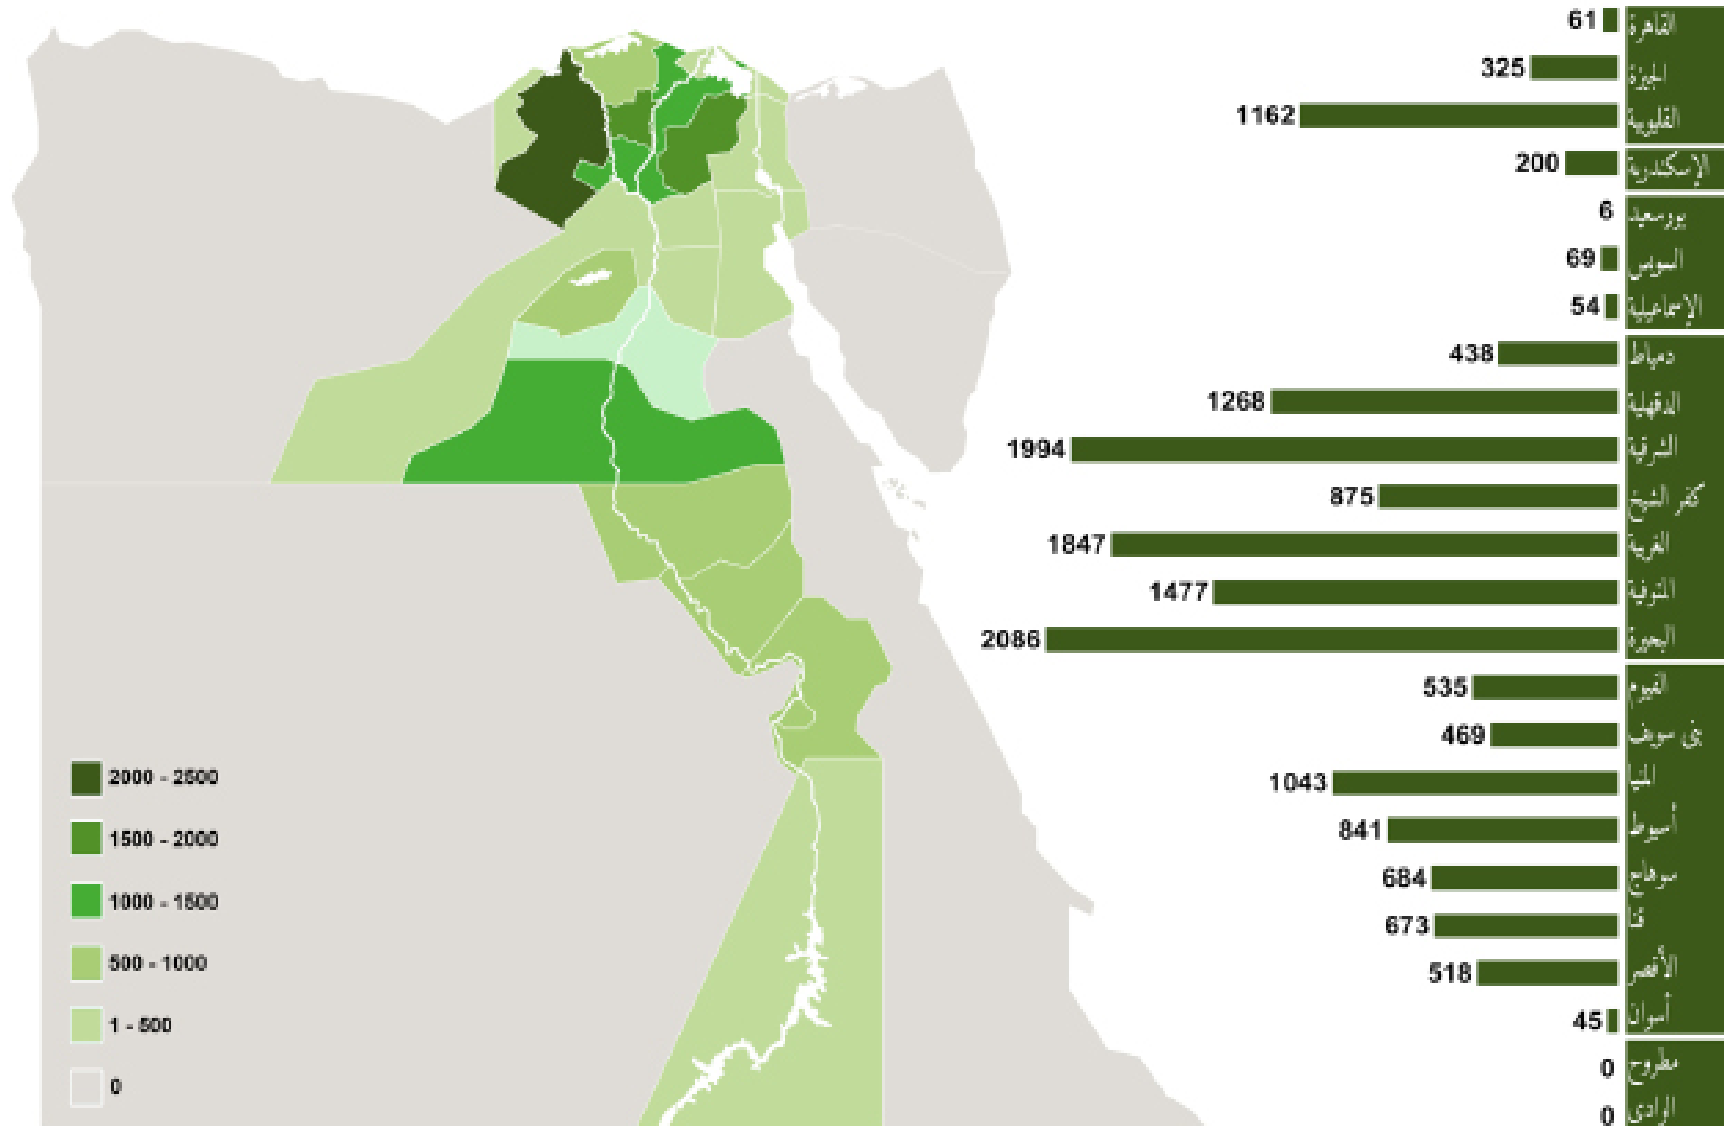 61 القاهرة
325 الجيزة
1162 القليوبية
200 الإسكندرية
6 بورسعيد
69 السويس
54 الإسماعيلية
438 دمياط
1268 الدقهلية
1994 الشرقية
875 كفر الشيخ
1847 الغربية
1477 المنوفية
2086 البحيرة
535 الفيوم
469 بنى سويف
1043 المنيا
841 أسيوط
684 سوهاج
673 قنا
518 الأقصر
45 أسوان
0 مطروح
0 الوادى
2000 - 2500
1500 - 2000
1000 - 1500
500 - 1000
1 - 500
0